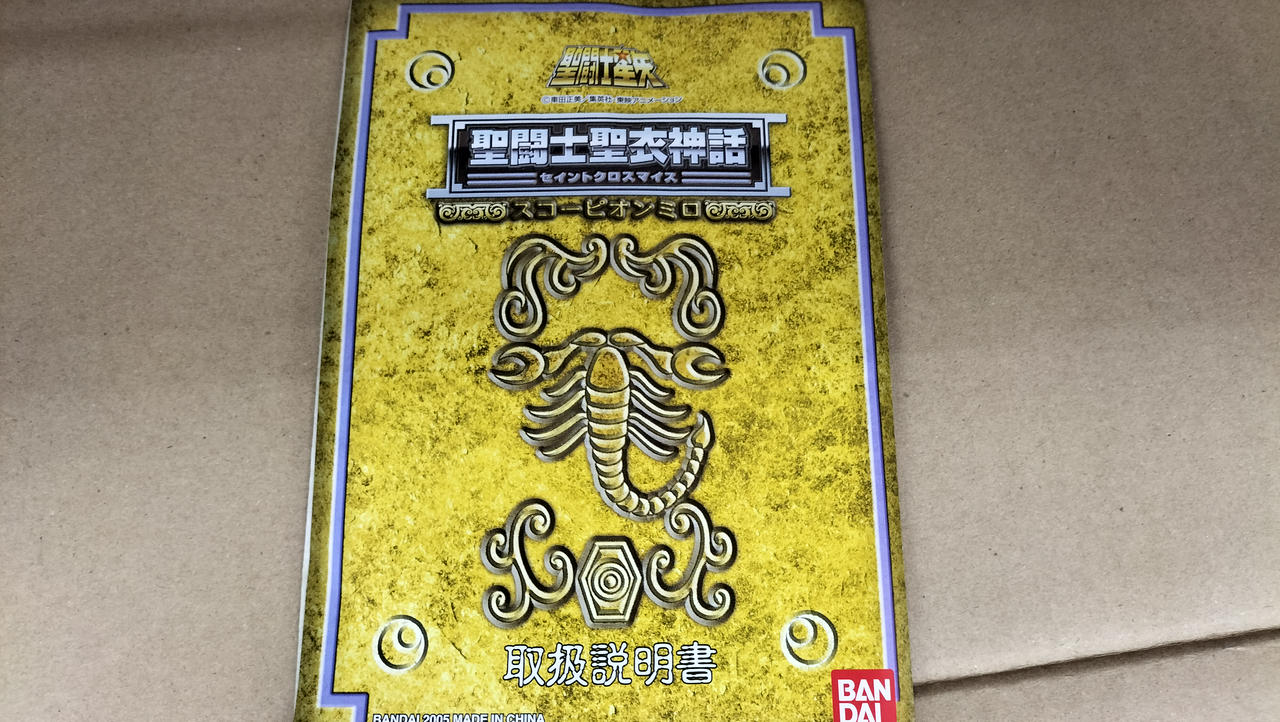 聖闘士星矢
©車田正美/集英社,東映アニメーション
聖闘士聖衣神話
セイントクロスマイス
スコーピオンミロ
取扱説明書
BANDAI 2005 MADE IN CHINA
BAN
DAI